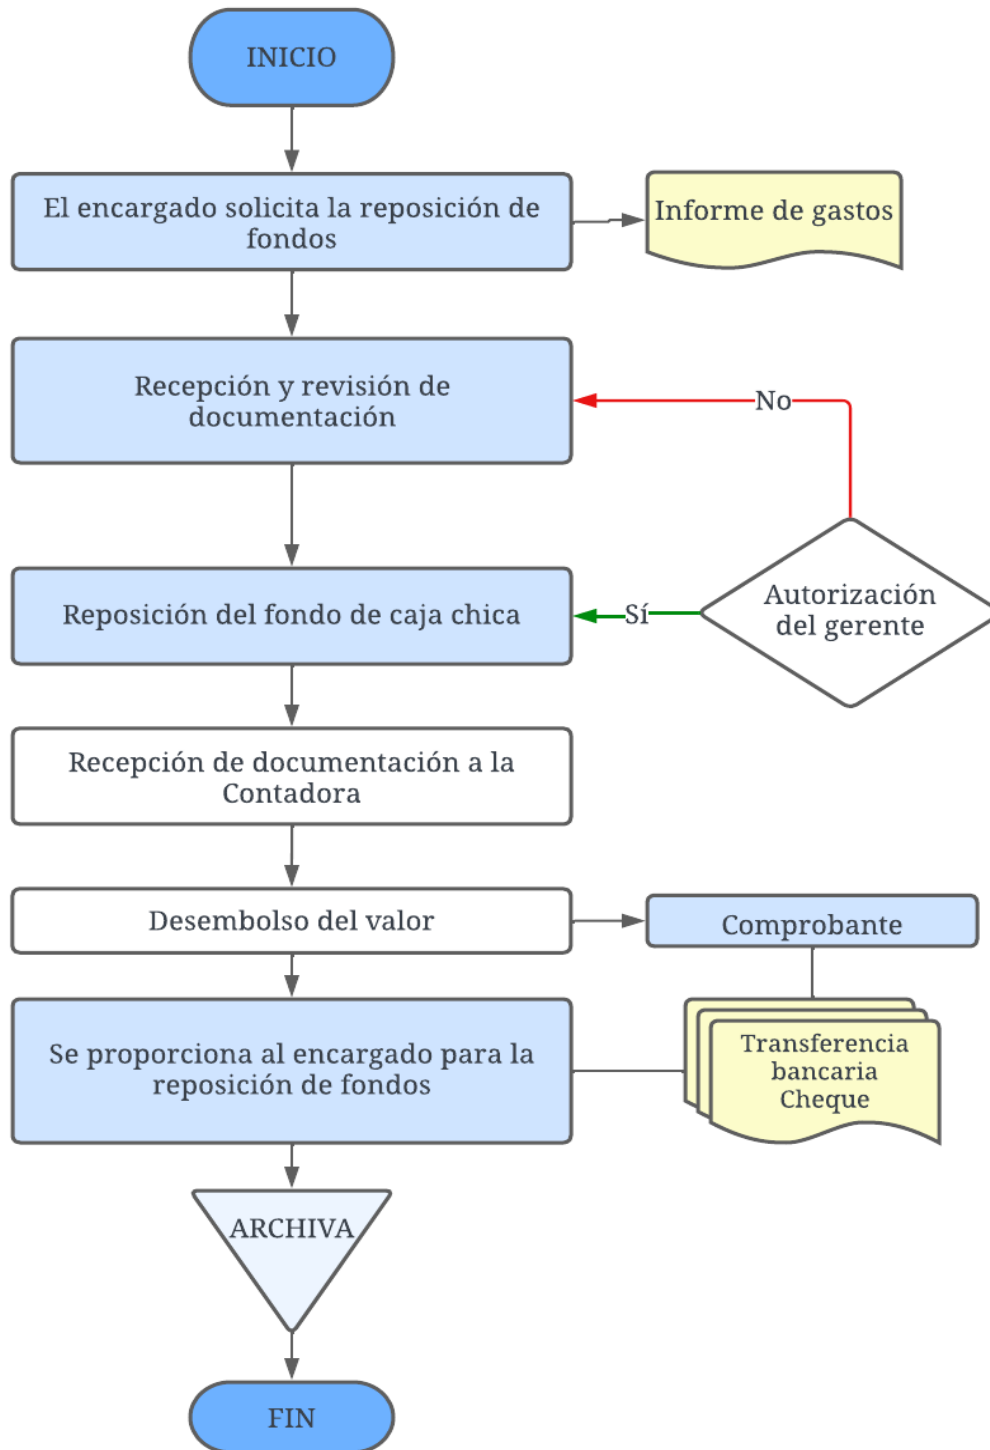 INICIO
El encargado solicita la reposición de
fondos
Informe de gastos
Recepción y revisión de
documentación
No
Autorización
del gerente
Sí
Reposición del fondo de caja chica
Recepción de documentación a la
Contadora
Desembolso del valor
Comprobante
Se proporciona al encargado para la
reposición de fondos
Transferencia
bancaria
Cheque
ARCHIVA
FIN